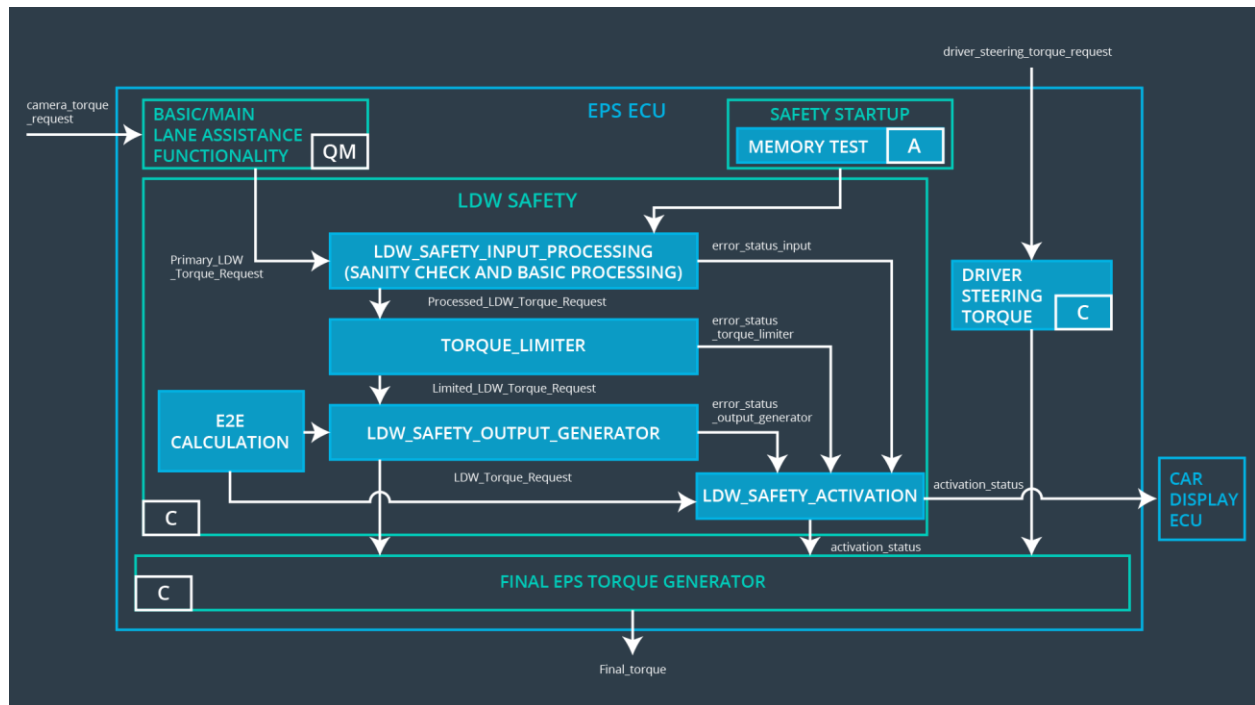 driver_steering_torque_request
camera_torque
_request
EPS ECU
BASIC/MAIN
LANE ASSISTANCE
FUNCTIONALITY
QM
SAFETY STARTUP
MEMORY TEST
A
LDW SAFETY
Primary_LDW
_Torque_Request
LDW_SAFETY_INPUT_PROCESSING
(SANITY CHECK AND BASIC PROCESSING)
error_status_input
DRIVER
STEERING
TORQUE
C
Processed_LDW_Torque_Request
TORQUE_LIMITER
error_status
_torque_limiter
Limited_LDW_Torque_Request
E2E
CALCULATION
LDW_SAFETY_OUTPUT_GENERATOR
error_status
_output_generator
LDW_Torque_Request
LDW_SAFETY_ACTIVATION
activation_status
CAR
DISPLAY
ECU
C
activation_status
FINAL EPS TORQUE GENERATOR
C
Final_torque